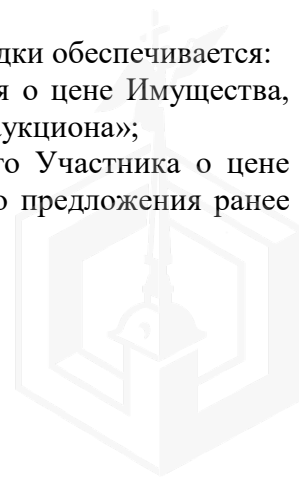 дки обеспечивается:
я о цене Имущества,
укциона»;
го Участника о цене
о предложения ранее